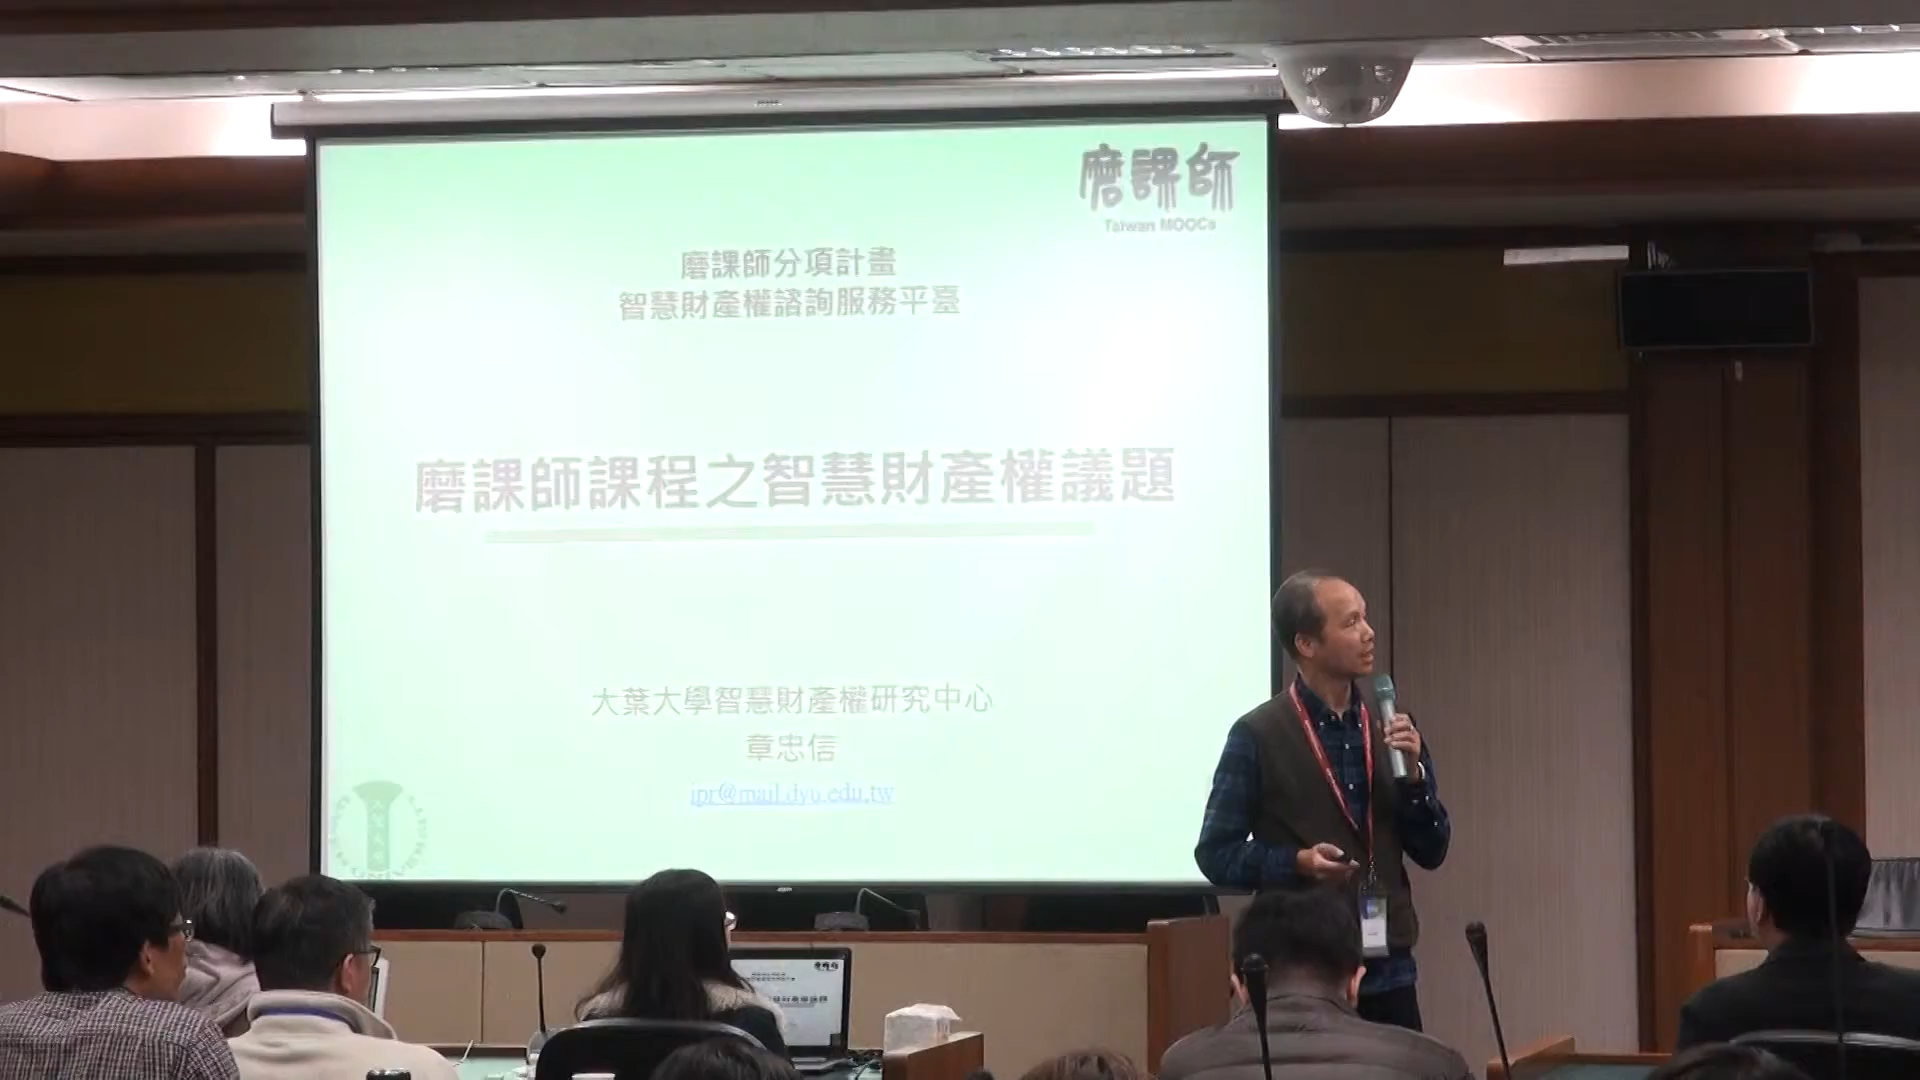 磨課師
Taiwan MOOCs
磨課師分項計畫
智慧財產權諮詢服務平臺
磨課師課程之智慧財產權議題
大葉大學智慧財產權研究中心
章忠信
ipr@mail.dyu.edu.tw